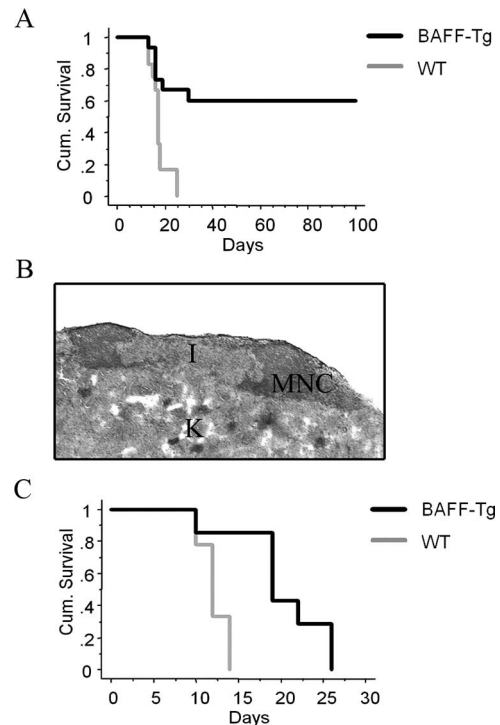 A
Cum. Survival
1
.8
.6
.4
.2
0
0 20 40 60 80 100
Days
BAFF-Tg
WT
B
I
MNC
K
C
Cum. Survival
1
.8
.6
.4
.2
0
0 5 10 15 20 25 30
Days
BAFF-Tg
WT